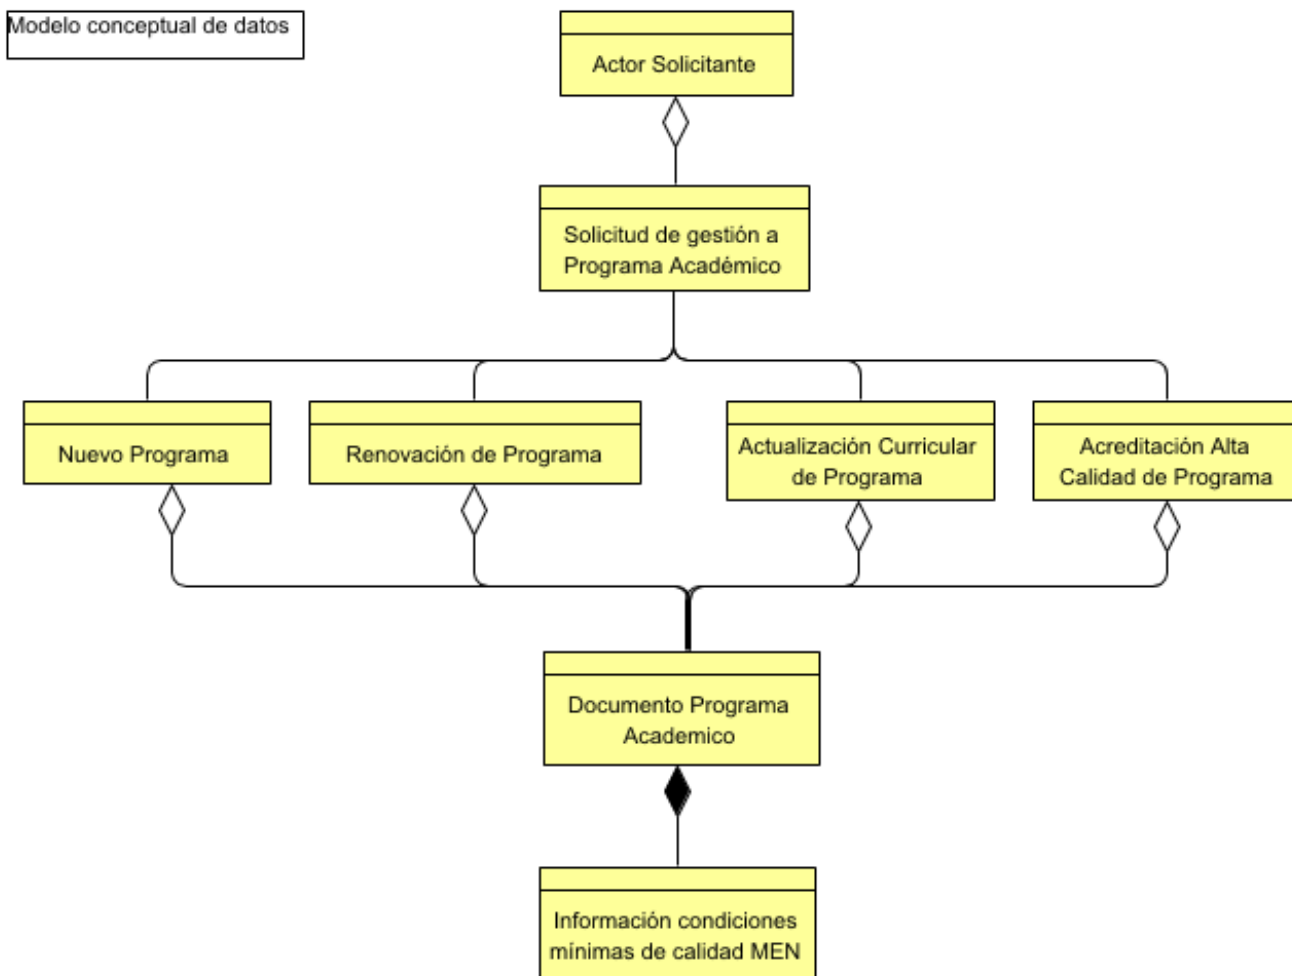 Modelo conceptual de datos
Actor Solicitante
Solicitud de gestión a
Programa Académico
Nuevo Programa
Renovación de Programa
Actualización Curricular
de Programa
Acreditación Alta
Calidad de Programa
Documento Programa
Academico
Información condiciones
mínimas de calidad MEN